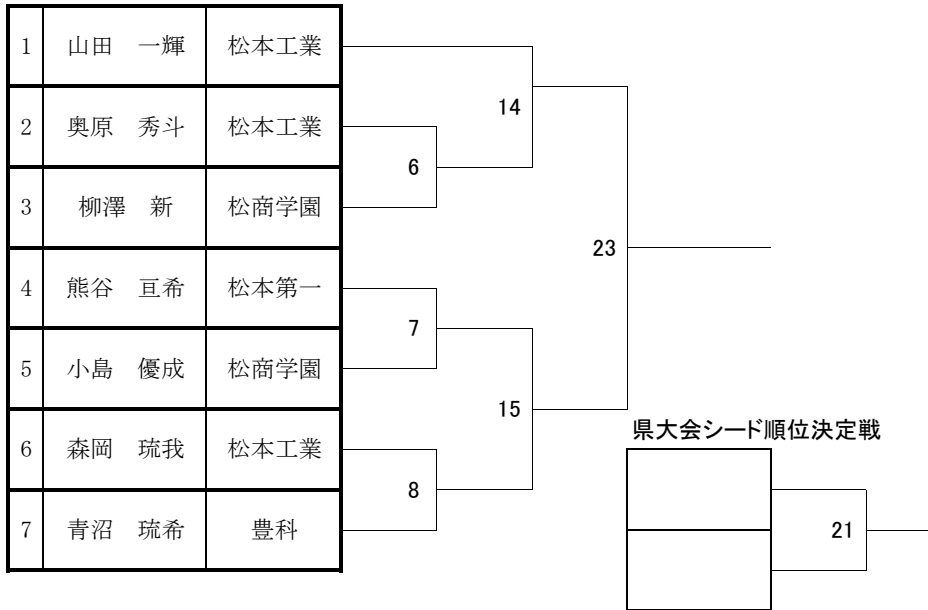 1 山田　一輝 松本工業
14
2 奥原　秀斗 松本工業
6
3 柳澤　新 松商学園
23
4 熊谷　亘希 松本第一
7
5 小島　優成 松商学園
15
県大会シード順位決定戦
6 森岡　琉我 松本工業
8
7 青沼　琉希 豊科
21